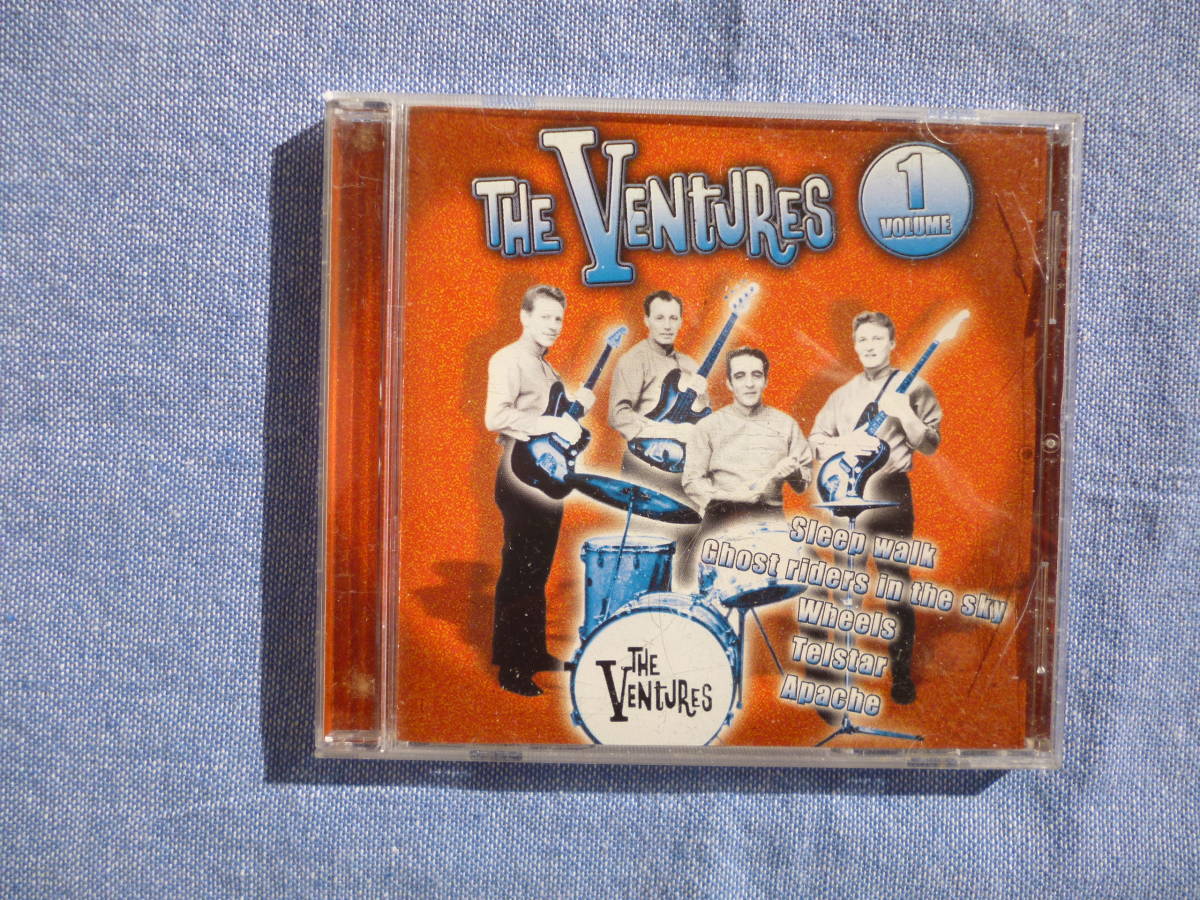 THE VENTURES
1
VOLUME
Sleep walk
Ghost riders in the sky
Wheels
Telstar
Apache
THE
VENTURES